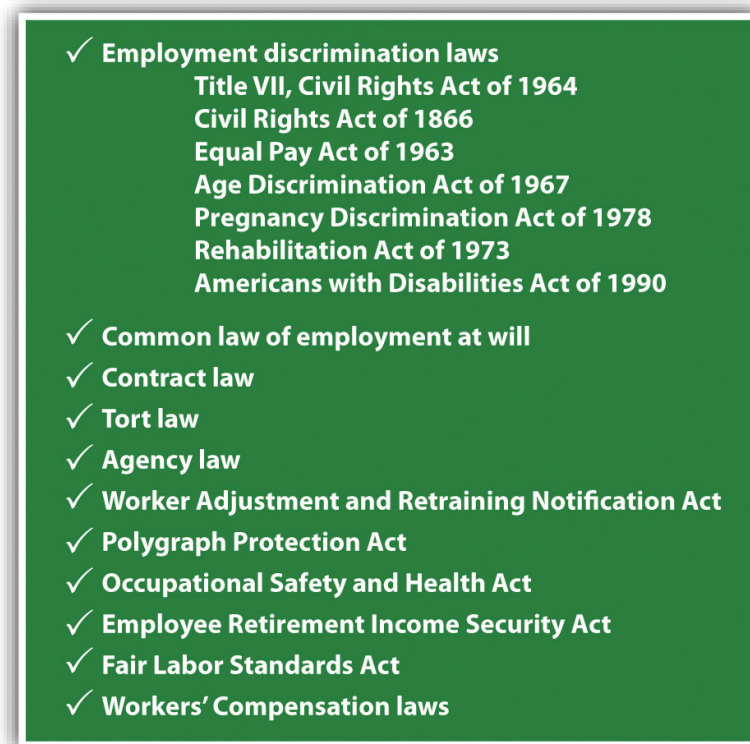 ✓ Employment discrimination laws
Title VII, Civil Rights Act of 1964
Civil Rights Act of 1866
Equal Pay Act of 1963
Age Discrimination Act of 1967
Pregnancy Discrimination Act of 1978
Rehabilitation Act of 1973
Americans with Disabilities Act of 1990
✓ Common law of employment at will
✓ Contract law
✓ Tort law
✓ Agency law
✓ Worker Adjustment and Retraining Notification Act
✓ Polygraph Protection Act
✓ Occupational Safety and Health Act
✓ Employee Retirement Income Security Act
✓ Fair Labor Standards Act
✓ Workers’ Compensation laws